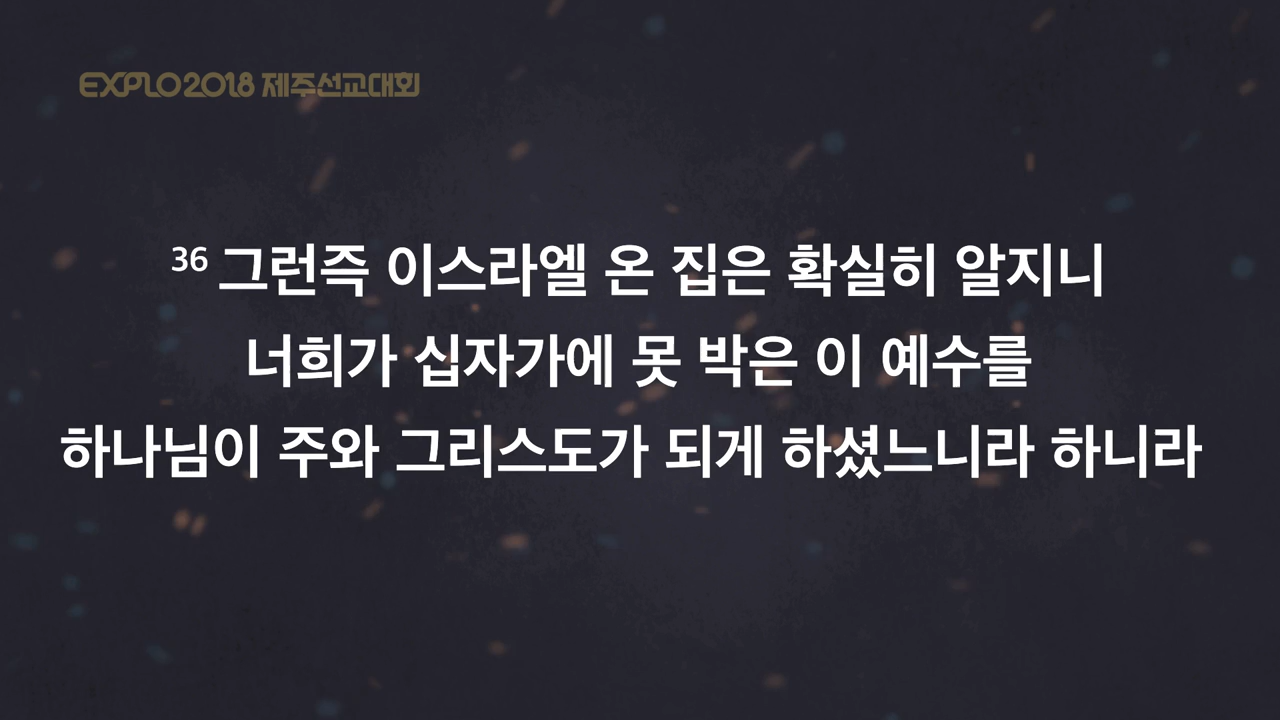 EXPLO2018 제주선교대회
36 그런즉 이스라엘 온 집은 확실히 알지니
너희가 십자가에 못 박은 이 예수를
하나님이 주와 그리스도가 되게 하셨느니라 하니라